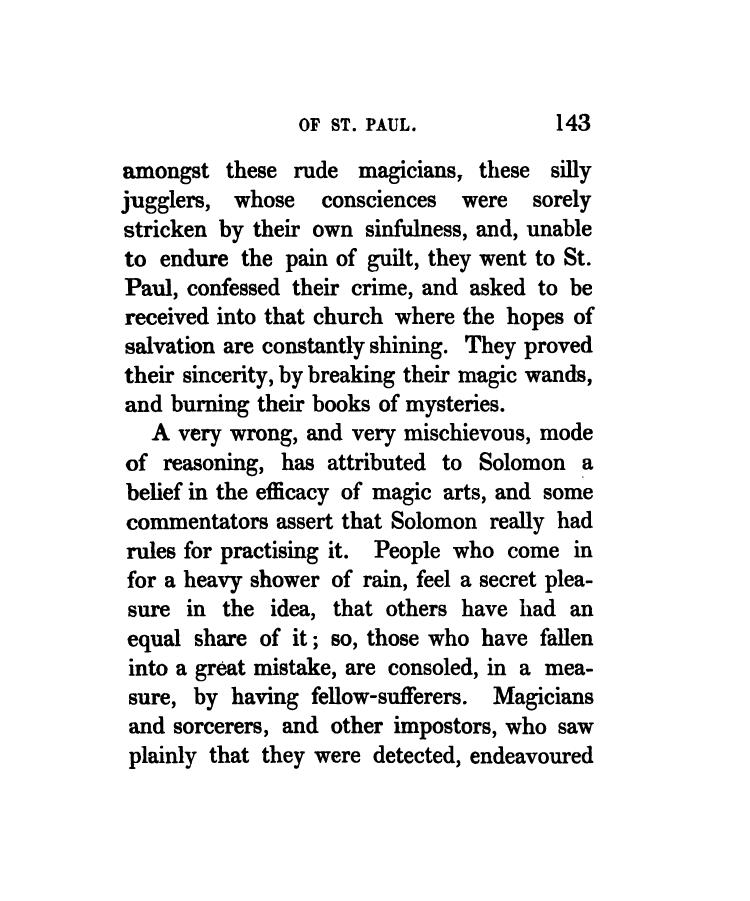 OF ST. PAUL. 143
amongst these rude magicians, these silly
jugglers, whose consciences were sorely
stricken by their own sinfulness, and, unable
to endure the pain of guilt, they went to St.
Paul, confessed their crime, and asked to be
received into that church where the hopes of
salvation are constantly shining. They proved
their sincerity, by breaking their magic wands,
and burning their books of mysteries.
A very wrong, and very mischievous, mode
of reasoning, has attributed to Solomon a
belief in the efficacy of magic arts, and some
commentators assert that Solomon really had
rules for practising it. People who come in
for a heavy shower of rain, feel a secret plea-
sure in the idea, that others have had an
equal share of it; so, those who have fallen
into a great mistake, are consoled, in a mea-
sure, by having fellow-sufferers. Magicians
and sorcerers, and other impostors, who saw
plainly that they were detected, endeavoured